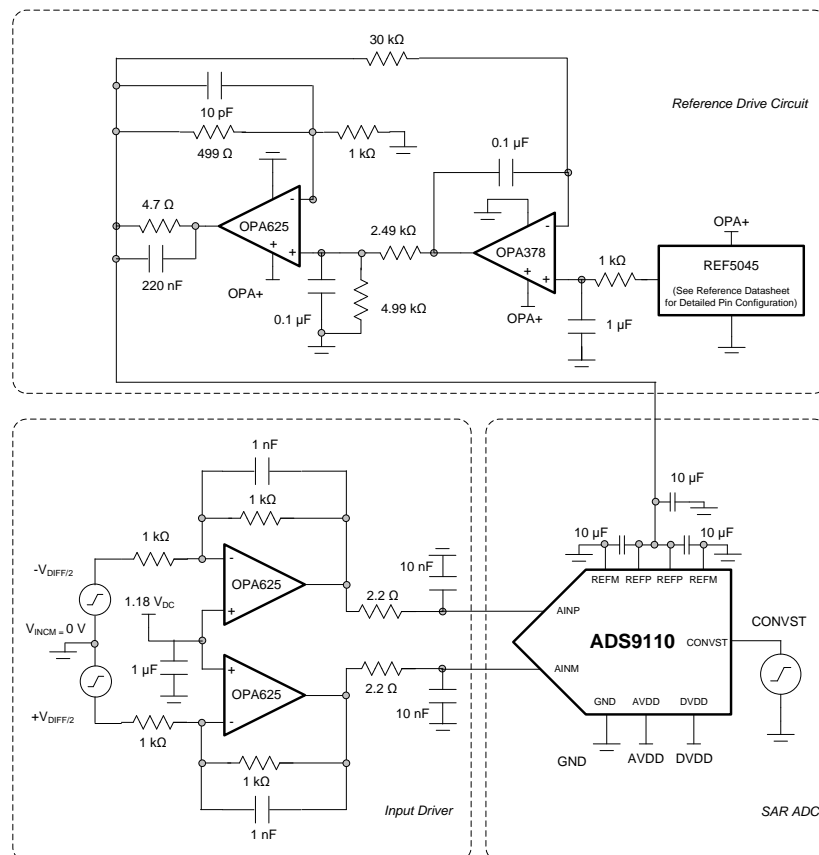 30 kΩ
Reference Drive Circuit
10 pF
499 Ω
1 kΩ
0.1 µF
4.7 Ω
-
OPA625
+
+
2.49 kΩ
-
OPA378
+
+
OPA+
1 kΩ
REF5045
(See Reference Datasheet
for Detailed Pin Configuration)
220 nF
OPA+
0.1 µF
4.99 kΩ
OPA+
1 µF
1 nF
1 kΩ
1 kΩ
-
OPA625
+
-VDIFF/2
1.18 VDC
VINCM = 0 V
1 µF
+
OPA625
-
+VDIFF/2
1 kΩ
1 kΩ
1 nF
2.2 Ω
10 nF
2.2 Ω
10 nF
Input Driver
10 µF
10 µF
10 µF
REFM
REFP
REFP
REFM
AINP
ADS9110
CONVST
CONVST
AINM
GND
AVDD
DVDD
GND
AVDD
DVDD
SAR ADC